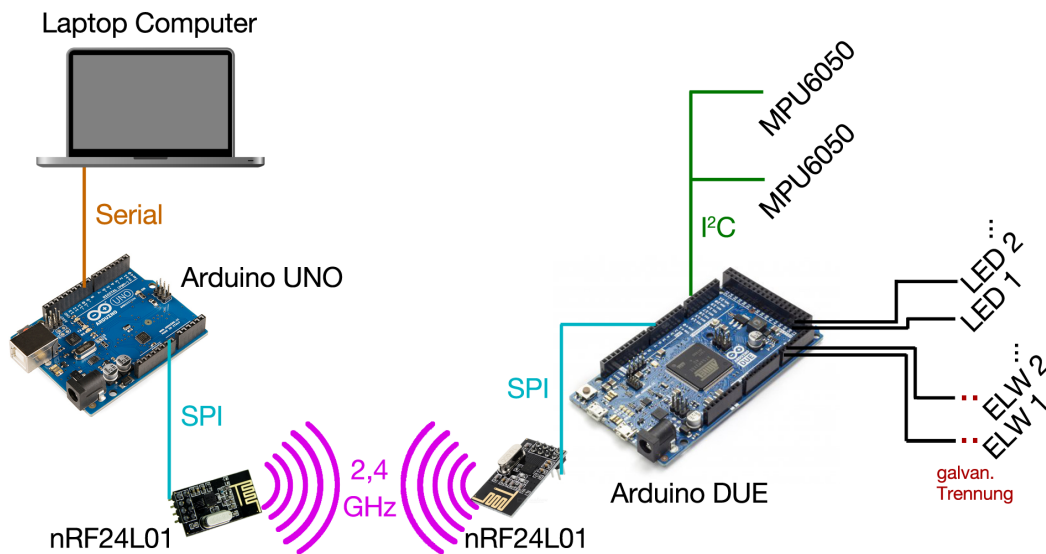 Laptop Computer
Serial
Arduino UNO
SPI
nRF24L01
2,4
GHz
nRF24L01
SPI
Arduino DUE
I²C
MPU6050
MPU6050
...
LED 2
LED 1
...
ELW 2
ELW 1
galvan.
Trennung